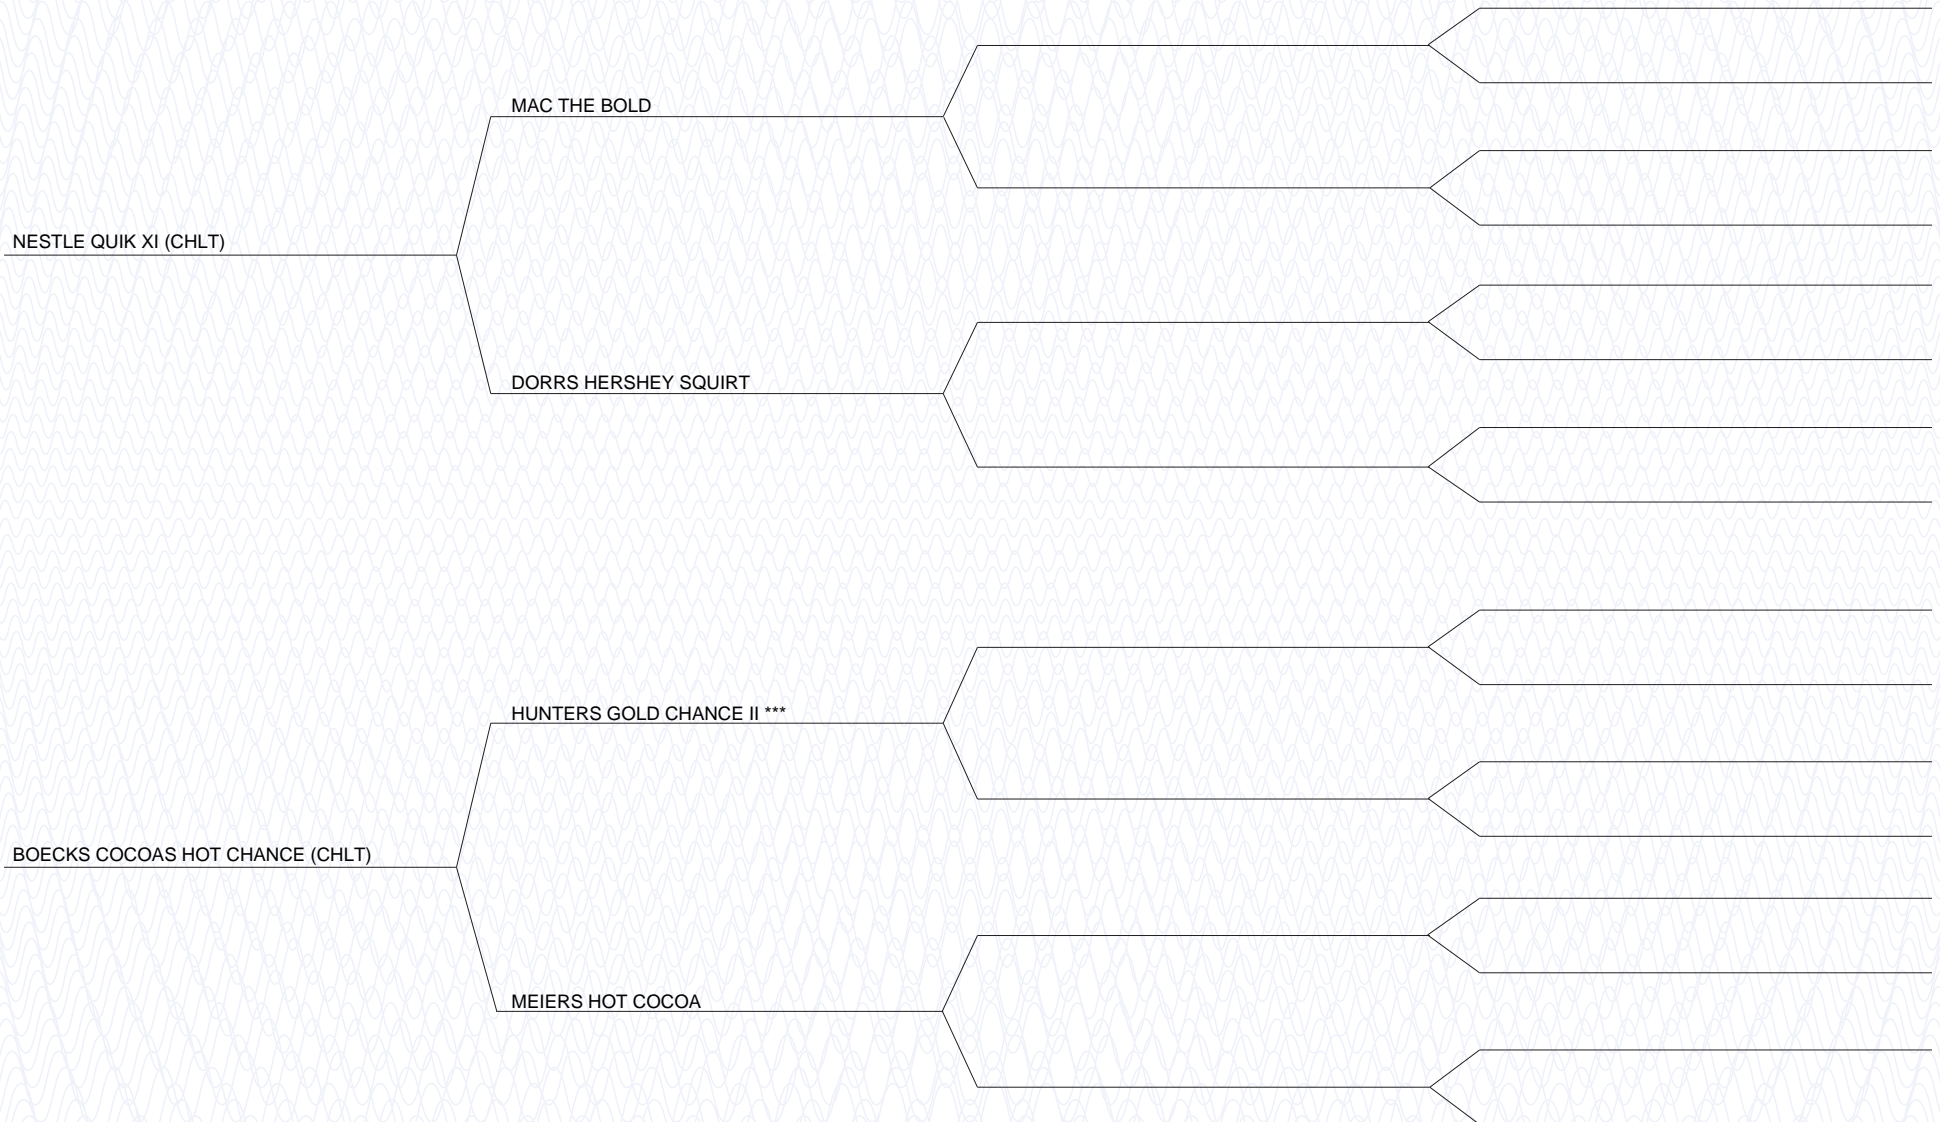 MAC THE BOLD
NESTLE QUIK XI (CHLT)
DORRS HERSHEY SQUIRT
HUNTERS GOLD CHANCE II ***
BOECKS COCOAS HOT CHANCE (CHLT)
MEIERS HOT COCOA